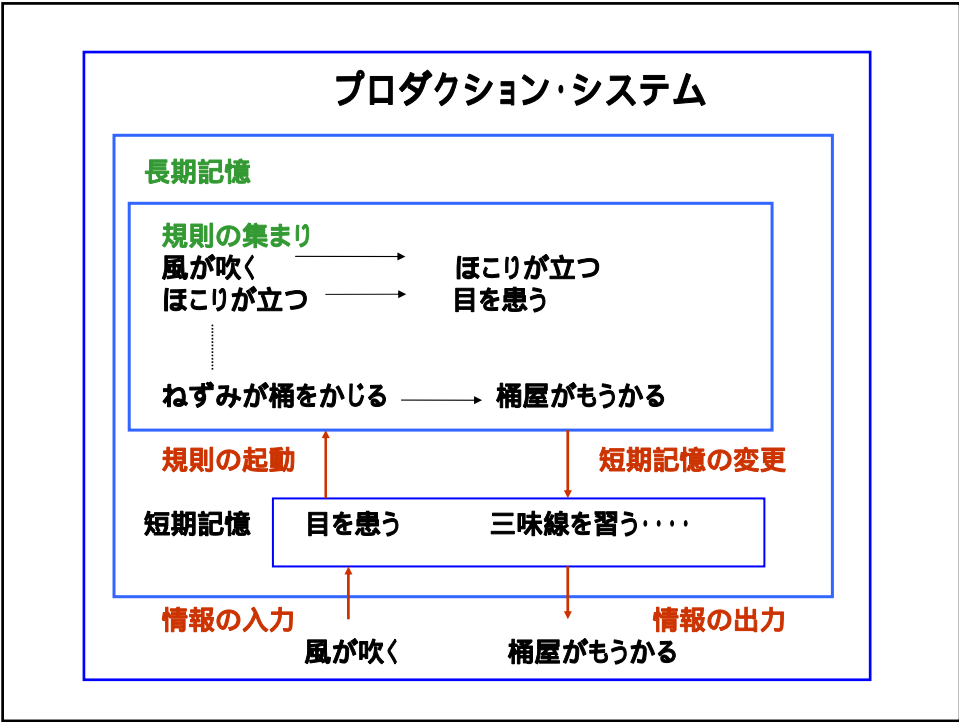 プロダクション・システム
長期記憶
規則の集まり
風が吹く ほこりが立つ
ほこりが立つ 目を患う
ねずみが桶をかじる 桶屋がもうかる
規則の起動 短期記憶の変更
短期記憶 目を患う 三味線を習う・・・・
情報の入力 情報の出力
風が吹く 桶屋がもうかる